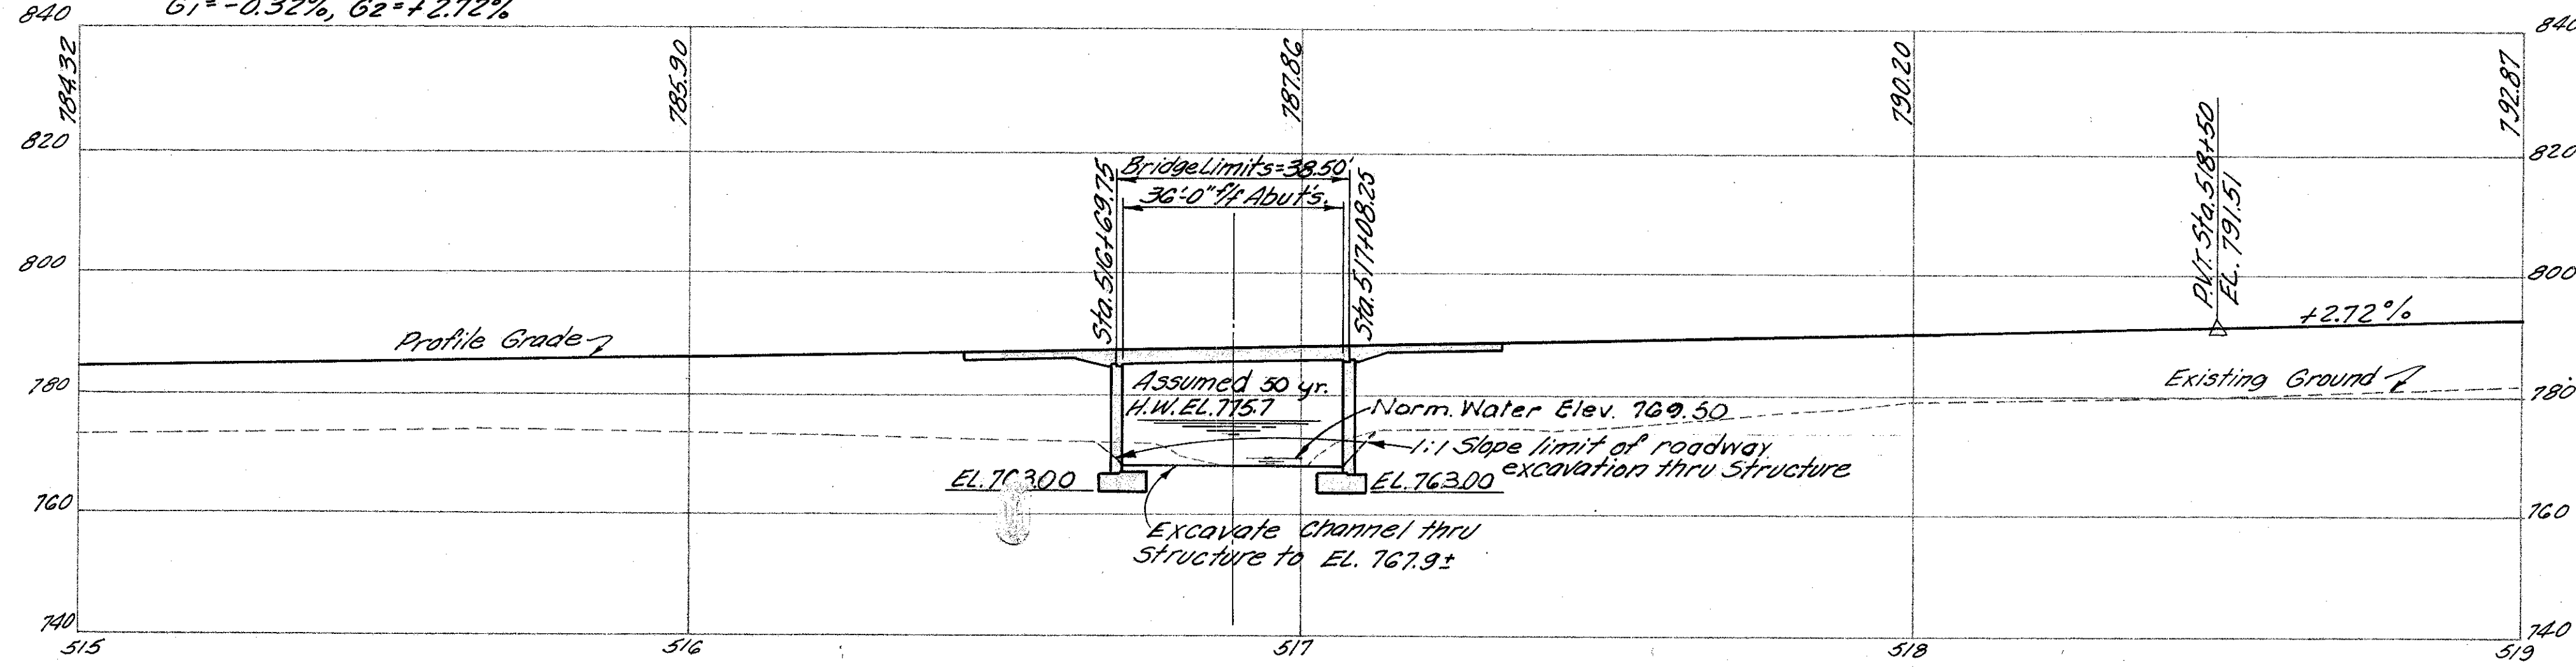 G1=-0.32%, G2=+2.72%
840
840
784.32
785.90
787.86
790.20
792.87
820
820
Bridge Limits=38.50'
36'-0" f/f Abut's.
Sta. 516+69.75
Sta. 517+08.25
P.V.T. Sta. 518+50
EL. 791.51
800
800
+2.72%
Profile Grade
Existing Ground
780
780
Assumed 50 yr.
H.W. EL. 775.7
Norm. Water Elev. 769.50
1:1 Slope limit of roadway
excavation thru Structure
EL. 763.00
EL. 763.00
760
760
Excavate Channel thru
Structure to EL. 767.9±
740
740
515
516
517
518
519